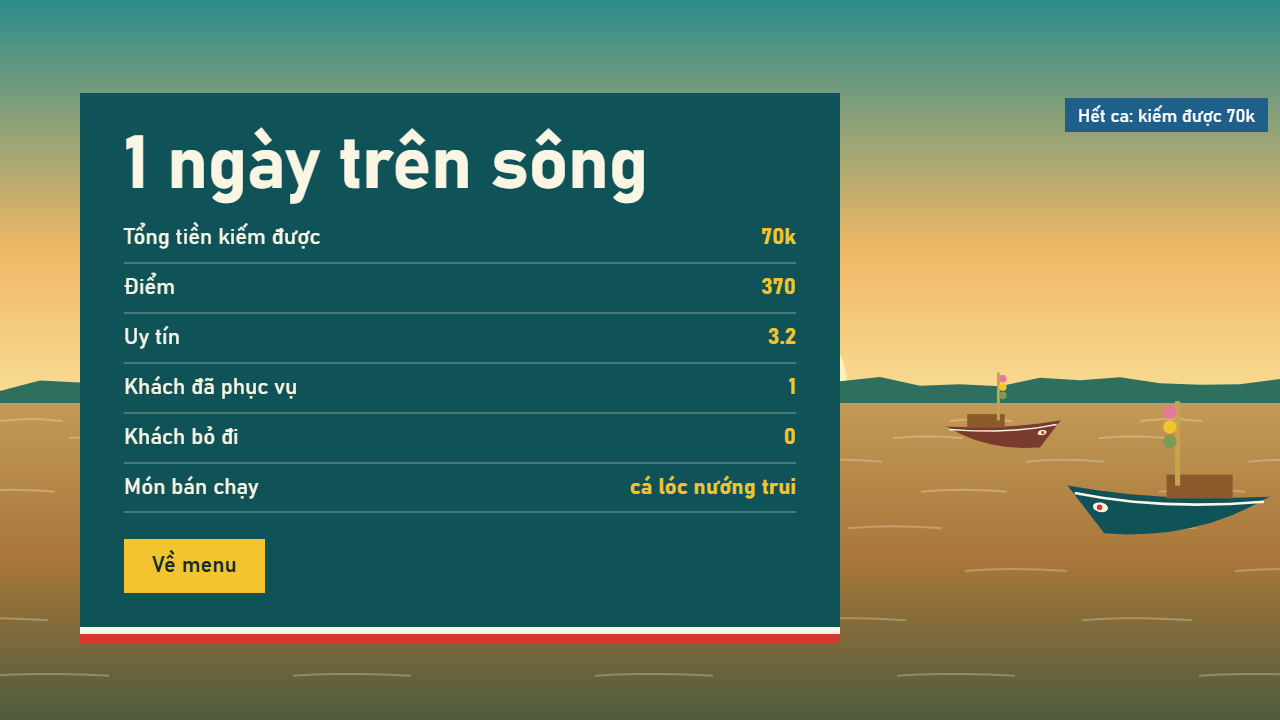 1 ngày trên sông
Tổng tiền kiếm được 70k
Điểm 370
Uy tín 3.2
Khách đã phục vụ 1
Khách bỏ đi 0
Món bán chạy cá lóc nướng trui
Về menu
Hết ca: kiếm được 70k